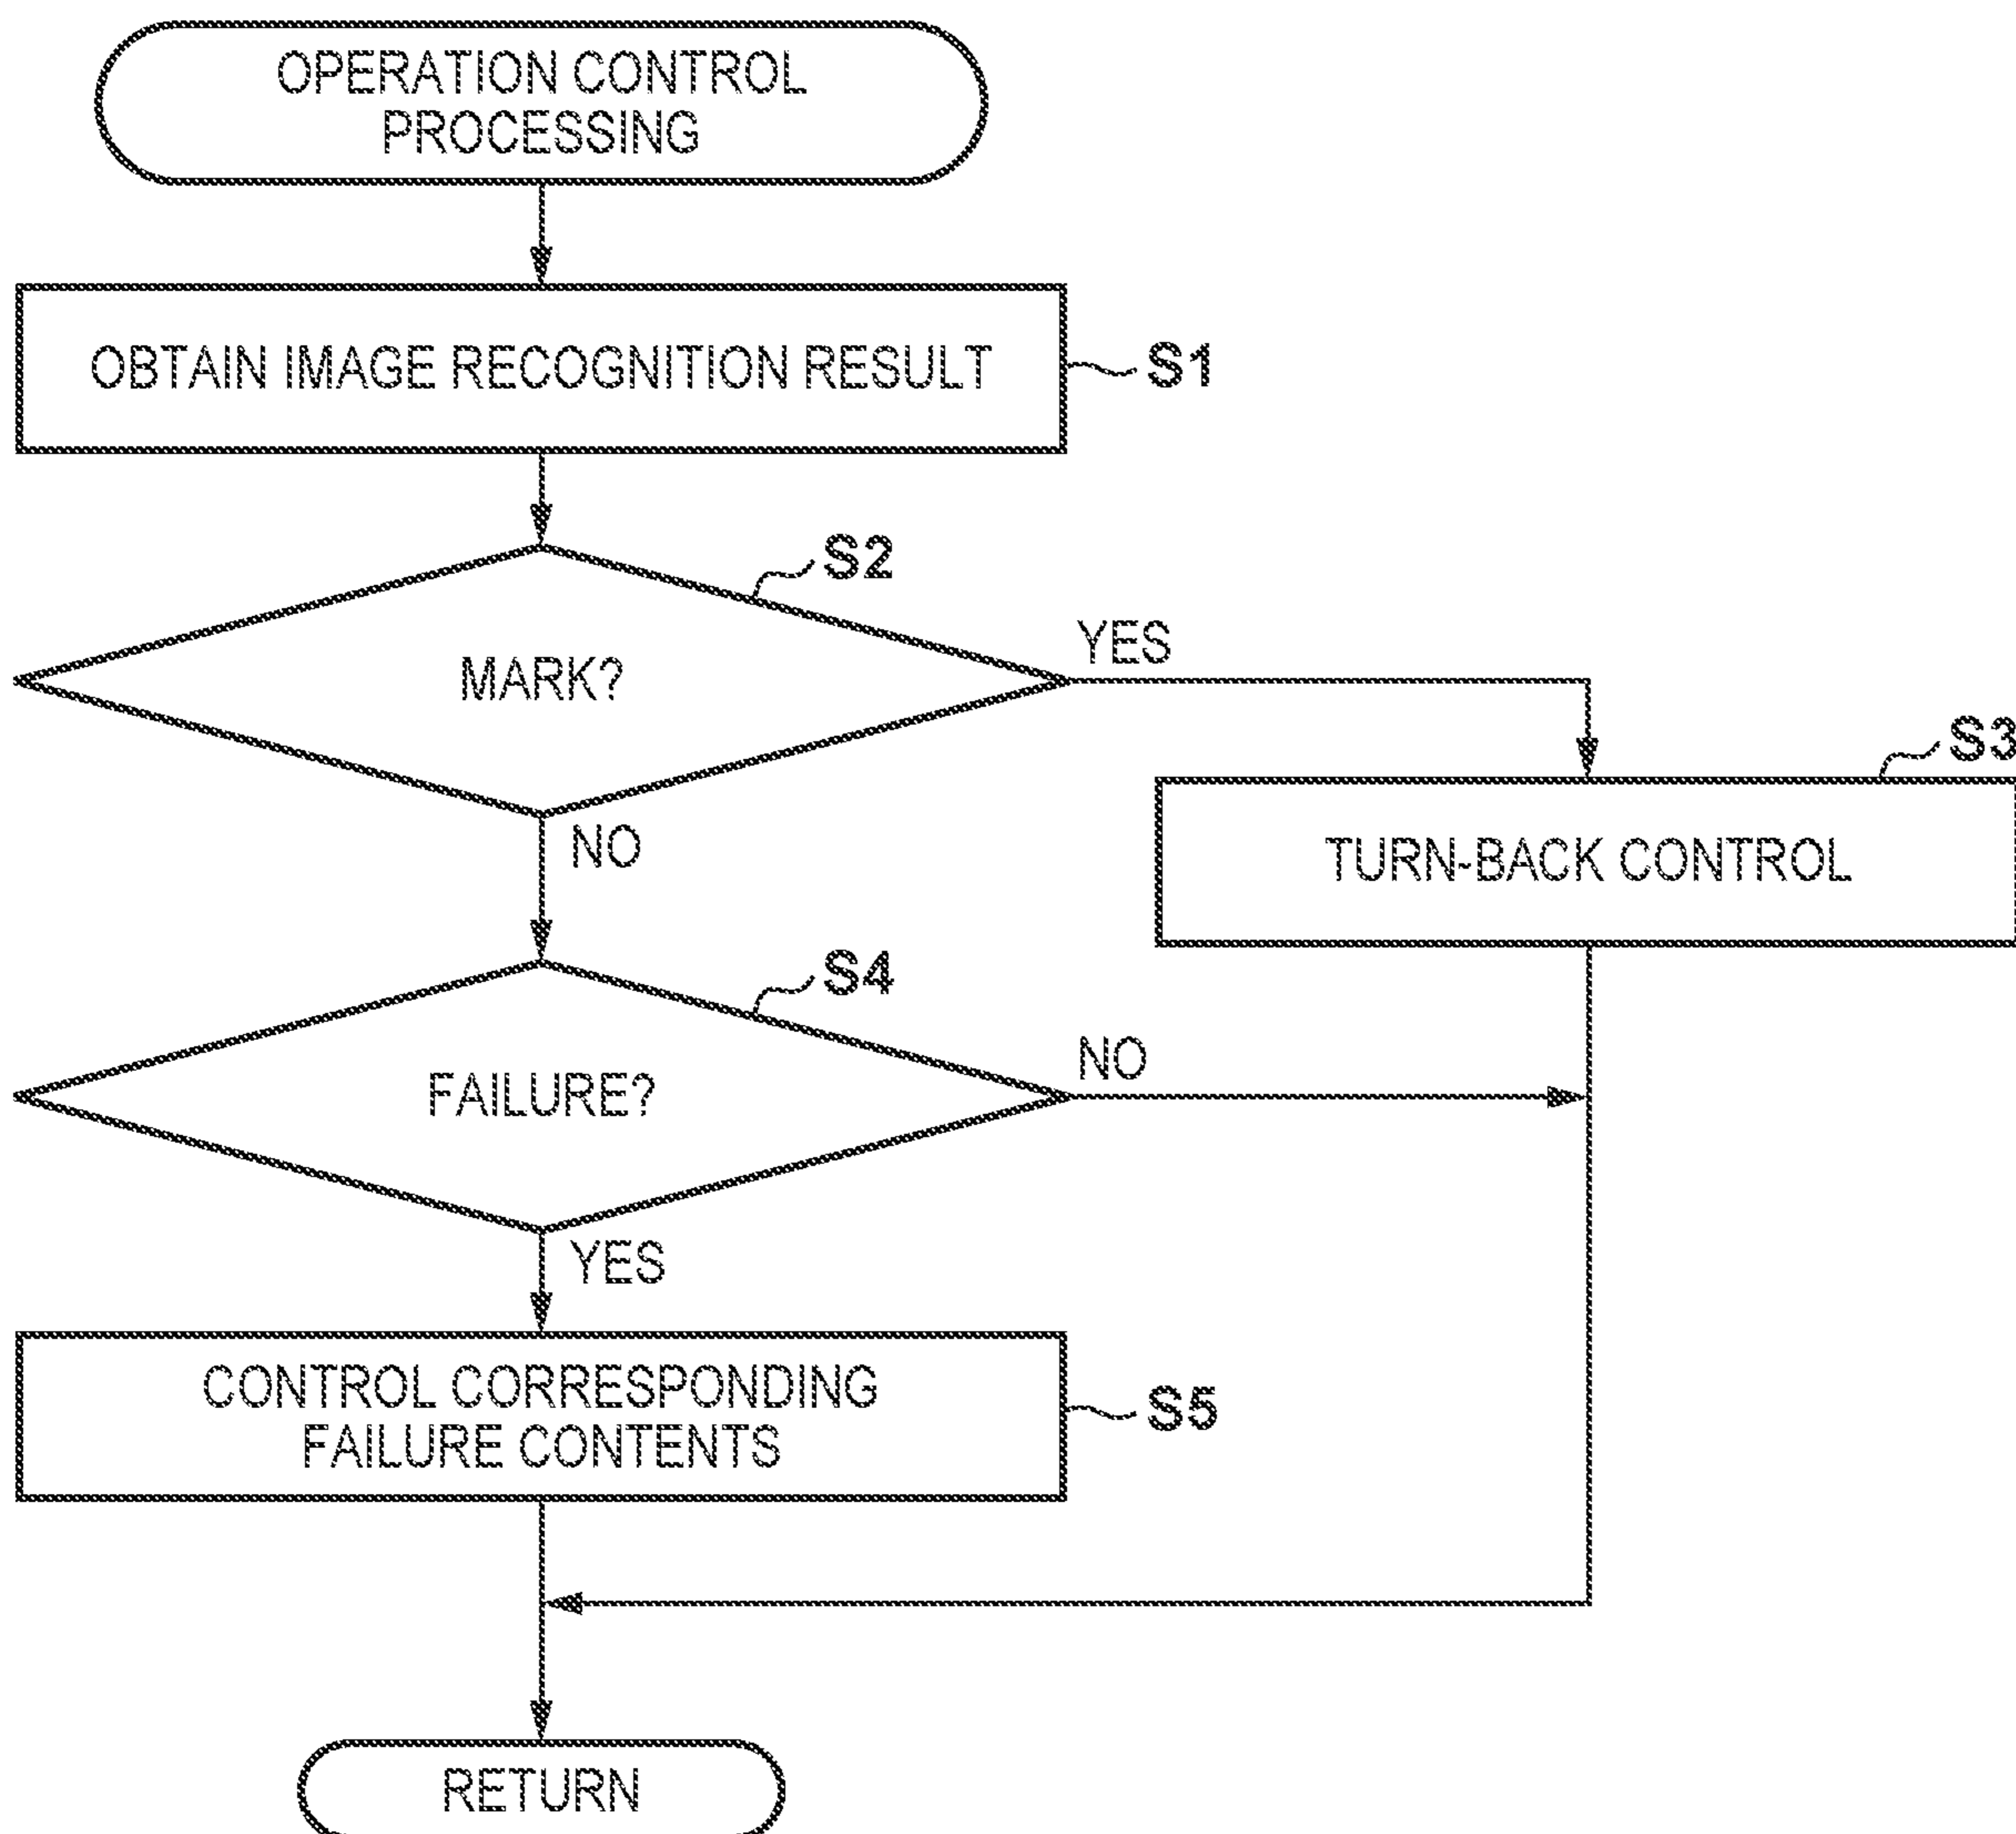 OPERATION CONTROL
PROCESSING
OBTAIN IMAGE RECOGNITION RESULT
S1
S2
MARK?
YES
NO
S3
TURN-BACK CONTROL
S4
FAILURE?
NO
YES
CONTROL CORRESPONDING
FAILURE CONTENTS
S5
RETURN